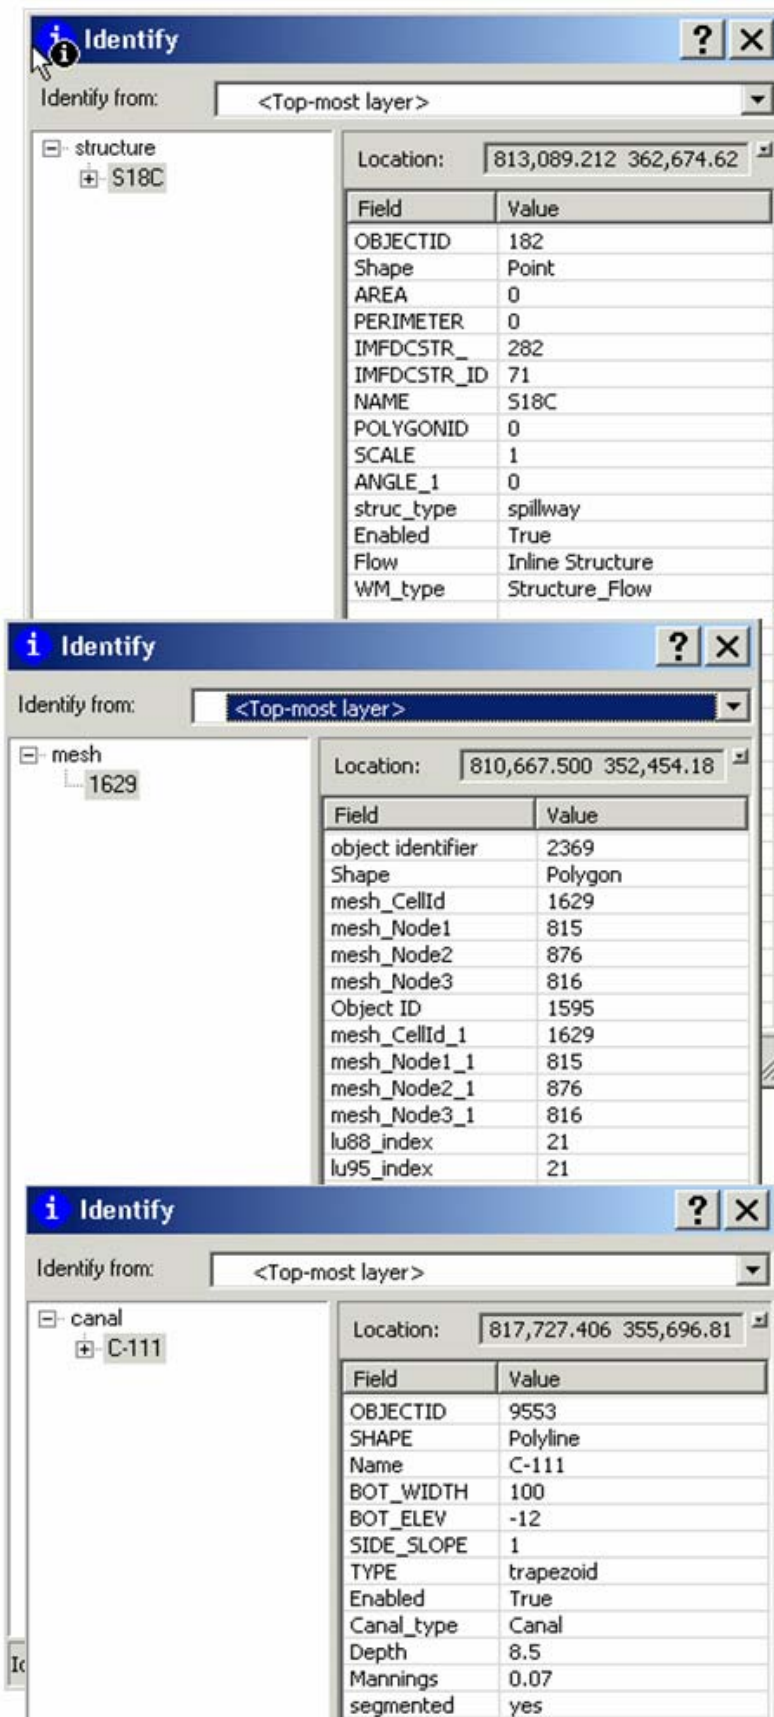 Identify
Identify from: <Top-most layer>
structure
S18C
Location: 813,089.212 362,674.62
Field Value
OBJECTID 182
Shape Point
AREA 0
PERIMETER 0
IMFDCSTR_ 282
IMFDCSTR_ID 71
NAME S18C
POLYGONID 0
SCALE 1
ANGLE_1 0
struc_type spillway
Enabled True
Flow Inline Structure
WM_type Structure_Flow
Identify
Identify from: <Top-most layer>
mesh
1629
Location: 810,667.500 352,454.18
Field Value
object identifier 2369
Shape Polygon
mesh_CellId 1629
mesh_Node1 815
mesh_Node2 876
mesh_Node3 816
Object ID 1595
mesh_CellId_1 1629
mesh_Node1_1 815
mesh_Node2_1 876
mesh_Node3_1 816
lu88_index 21
lu95_index 21
Identify
Identify from: <Top-most layer>
canal
C-111
Location: 817,727.406 355,696.81
Field Value
OBJECTID 9553
SHAPE Polyline
Name C-111
BOT_WIDTH 100
BOT_ELEV -12
SIDE_SLOPE 1
TYPE trapezoid
Enabled True
Canal_type Canal
Depth 8.5
Mannings 0.07
segmented yes